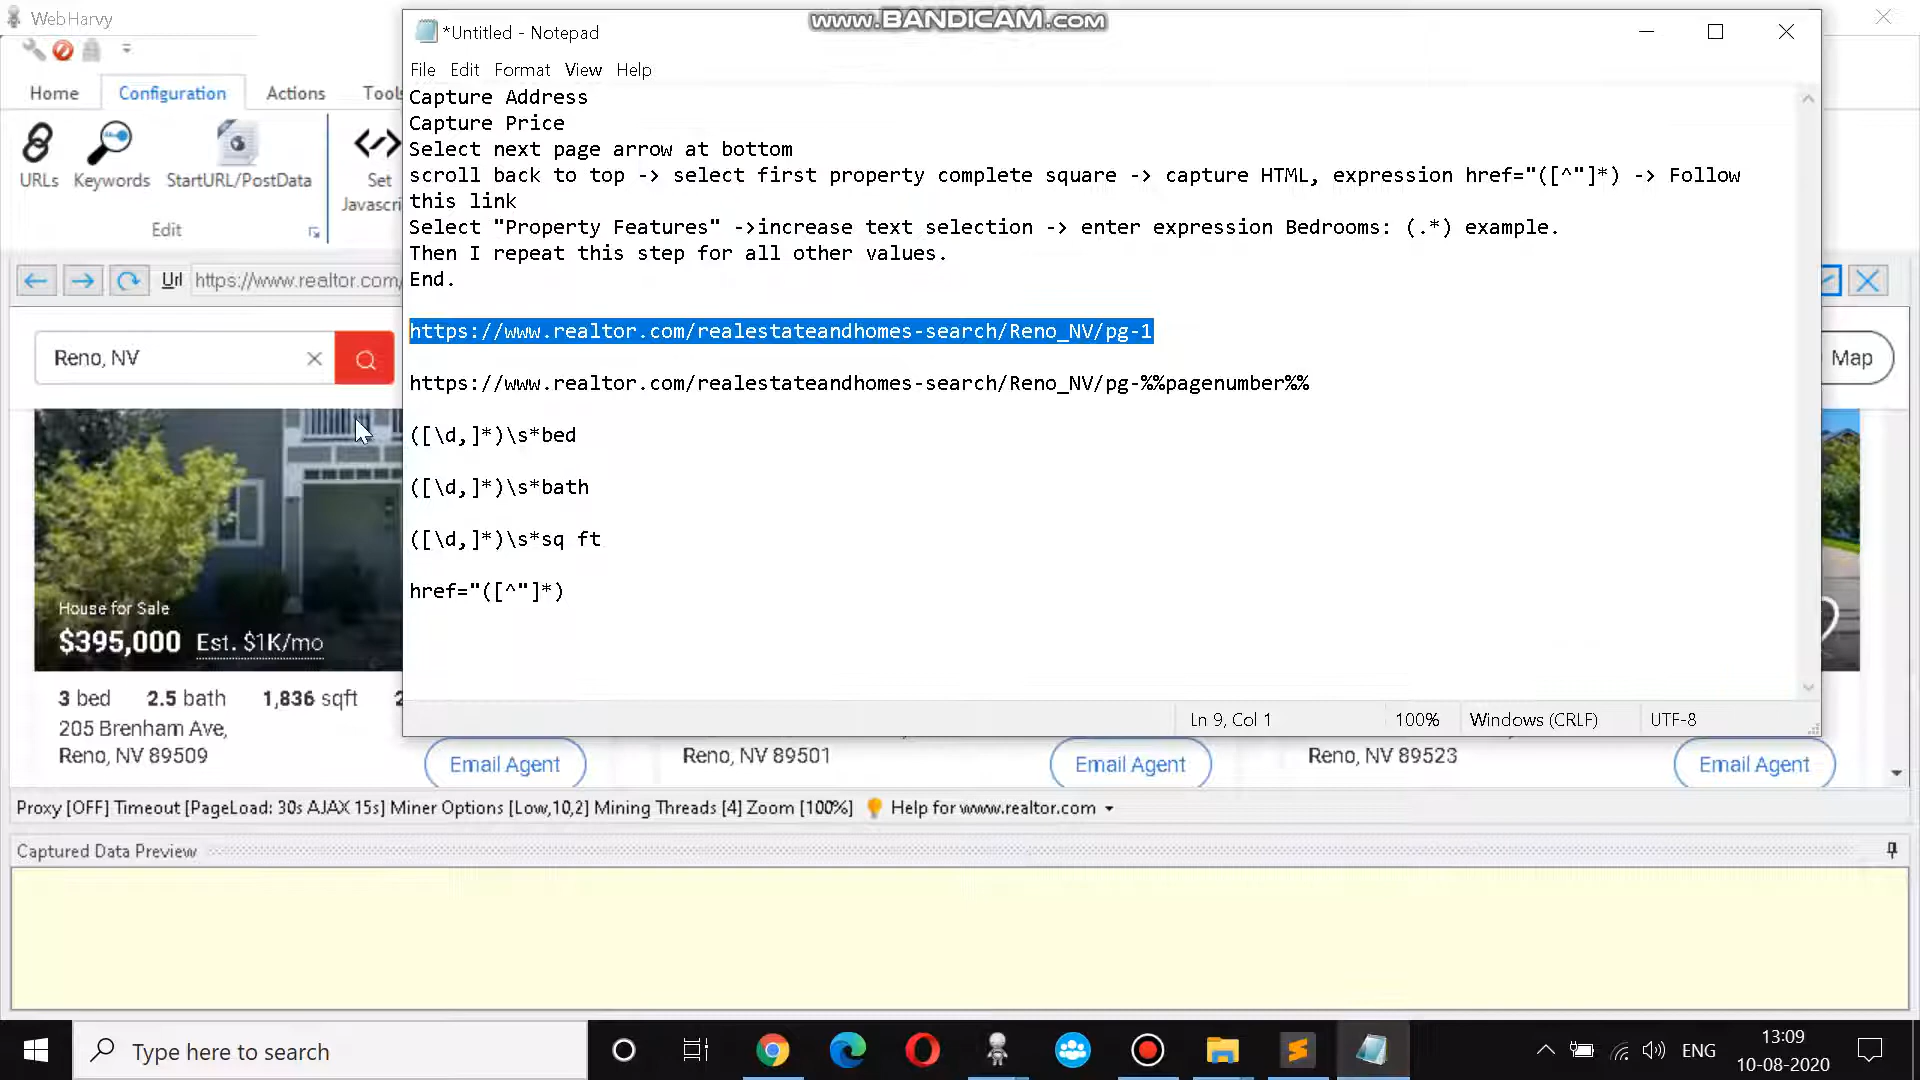 WebHarvy
www.BANDICAM.com
*Untitled - Notepad
File Edit Format View Help
Home Configuration Actions Tools
URLs Keywords StartURL/PostData Set
Javascri
Edit
Capture Address
Capture Price
Select next page arrow at bottom
scroll back to top -> select first property complete square -> capture HTML, expression href="([^"]*) -> Follow
this link
Select "Property Features" ->increase text selection -> enter expression Bedrooms: (.*) example.
Then I repeat this step for all other values.
End.
https://www.realtor.com/realestateandhomes-search/Reno_NV/pg-1
https://www.realtor.com/realestateandhomes-search/Reno_NV/pg-%%pagenumber%%
([\d,]*)\s*bed
([\d,]*)\s*bath
([\d,]*)\s*sq ft
href="([^"]*)
Ln 9, Col 1 100% Windows (CRLF) UTF-8
Url https://www.realtor.com/
Reno, NV
Map
House for Sale
$395,000 Est. $1K/mo
3 bed 2.5 bath 1,836 sqft 2
205 Brenham Ave,
Reno, NV 89509
Email Agent
Reno, NV 89501
Email Agent
Reno, NV 89523
Email Agent
Proxy [OFF] Timeout [PageLoad: 30s AJAX 15s] Miner Options [Low,10,2] Mining Threads [4] Zoom [100%] Help for www.realtor.com
Captured Data Preview
Type here to search
ENG
13:09
10-08-2020